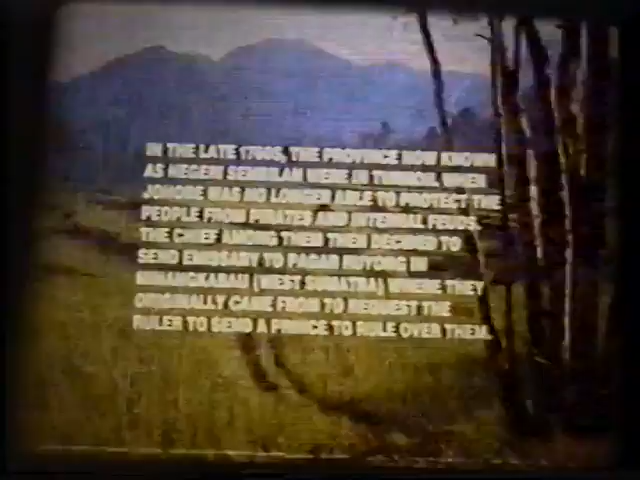 IN THE LATE 1700S, THE PROVINCE NOW KNOWN
AS NEGERI SEMBILAN WERE IN TURMOIL WHEN
JOHORE WAS NO LONGER ABLE TO PROTECT THE
PEOPLE FROM PIRATES AND INTERNAL FEUDS.
THE CHIEF AMONG THEM THEN DECIDED TO
SEND EMISSARY TO PAGAR RUYONG IN
MINANGKABAU (WEST SUMATRA) WHERE THEY
ORIGINALLY CAME FROM TO REQUEST THE
RULER TO SEND A PRINCE TO RULE OVER THEM.